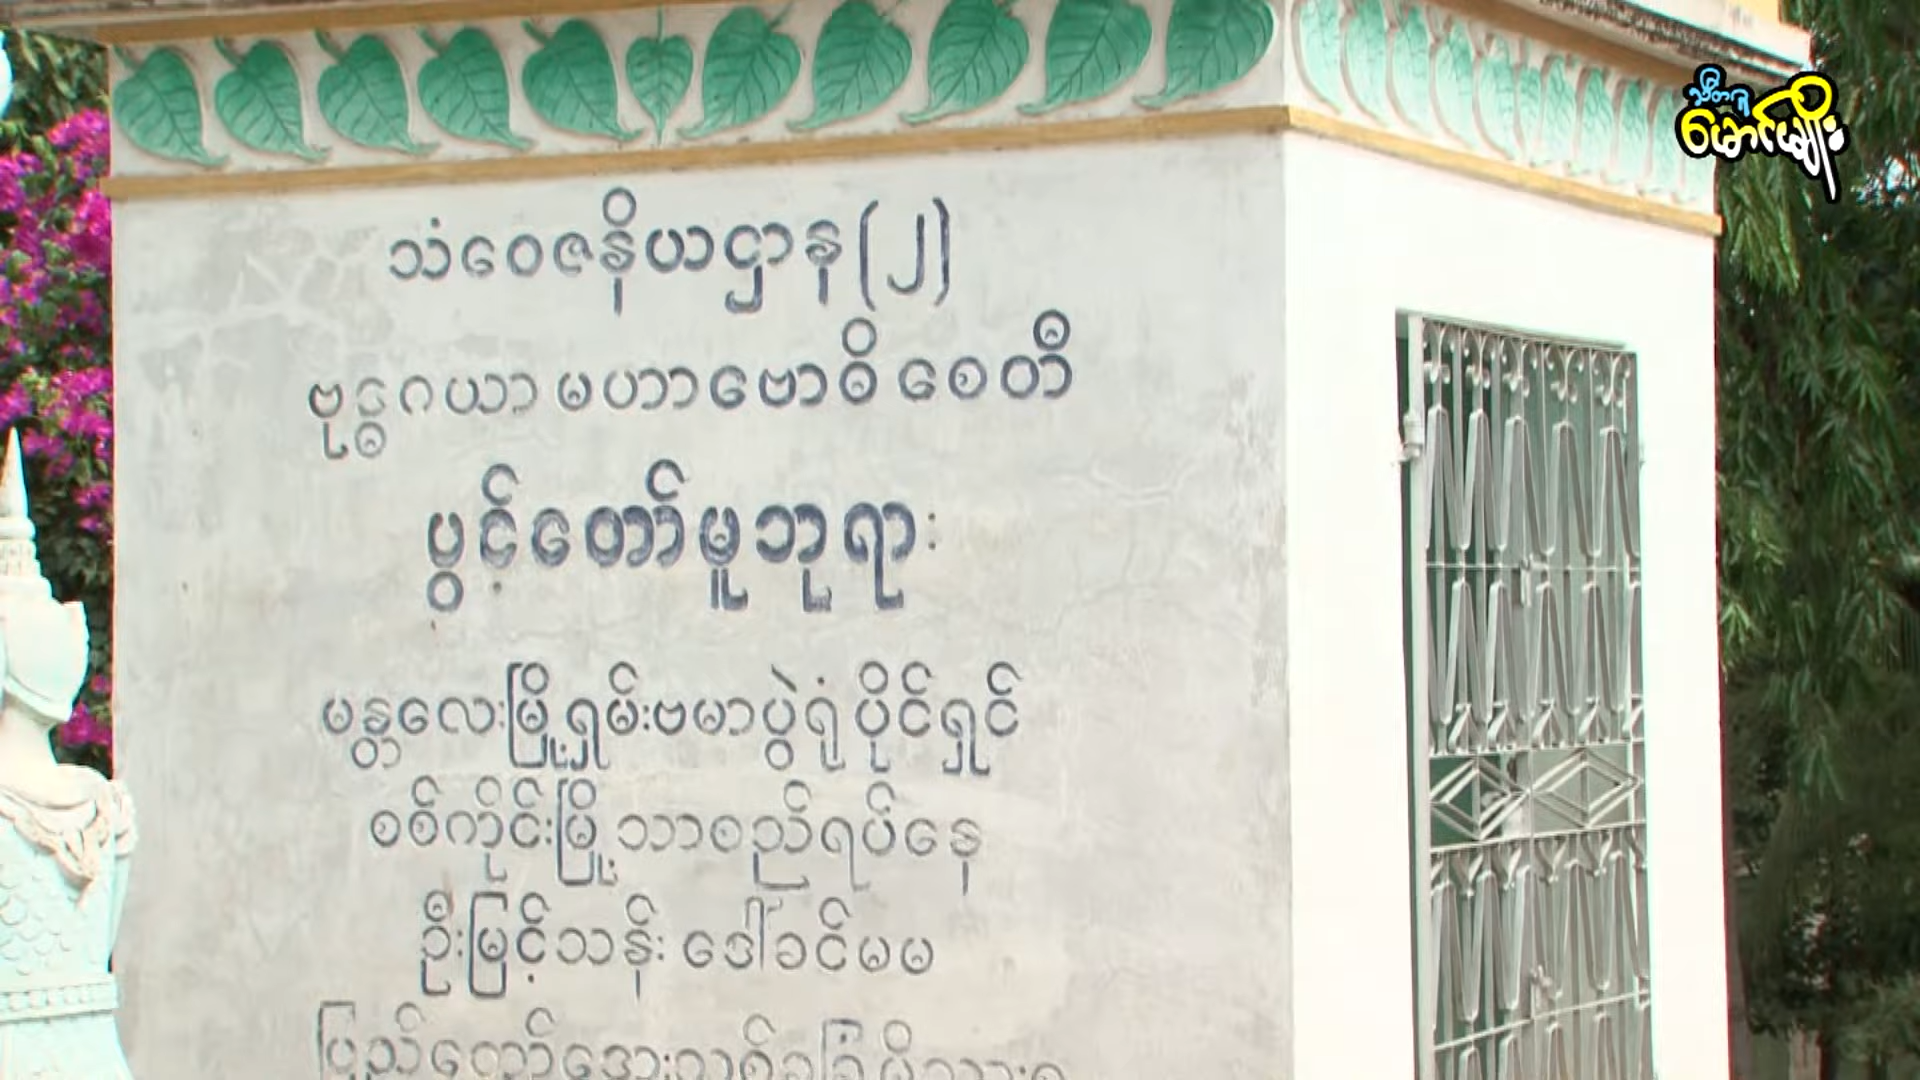 သံဝေဇနိယဌာန(၂)
ဗုဒ္ဓဂယာ မဟာဗောဓိ စေတီ
ပွင့်တော်မူဘုရား
မန္တလေးမြို့ရှမ်းဗမာပွဲရုံပိုင်ရှင်
စစ်ကိုင်းမြို့သာစည်ရပ်နေ
ဦးမြင့်သန်း ဒေါ်ခင်မမ